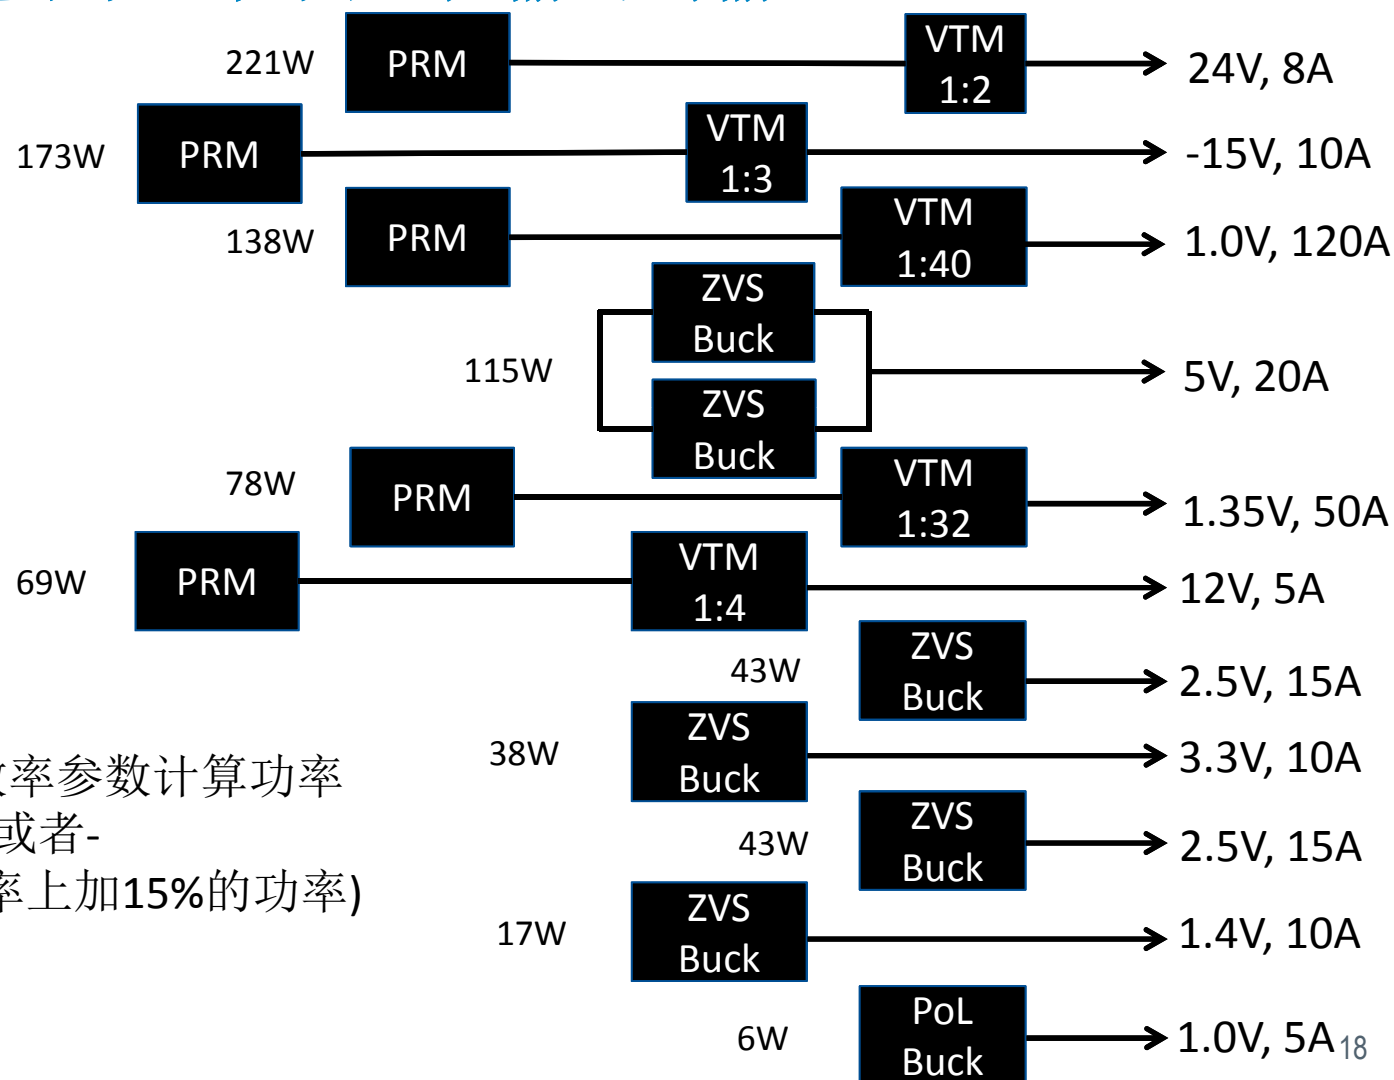 221W PRM VTM 1:2 24V, 8A
173W PRM VTM 1:3 -15V, 10A
138W PRM VTM 1:40 1.0V, 120A
ZVS Buck
115W 5V, 20A
ZVS Buck
78W PRM VTM 1:32 1.35V, 50A
69W PRM VTM 1:4 12V, 5A
43W ZVS Buck 2.5V, 15A
38W ZVS Buck 3.3V, 10A
效率参数计算功率
或者-
43W ZVS Buck 2.5V, 15A
率上加15%的功率)
17W ZVS Buck 1.4V, 10A
6W PoL Buck 1.0V, 5A
18